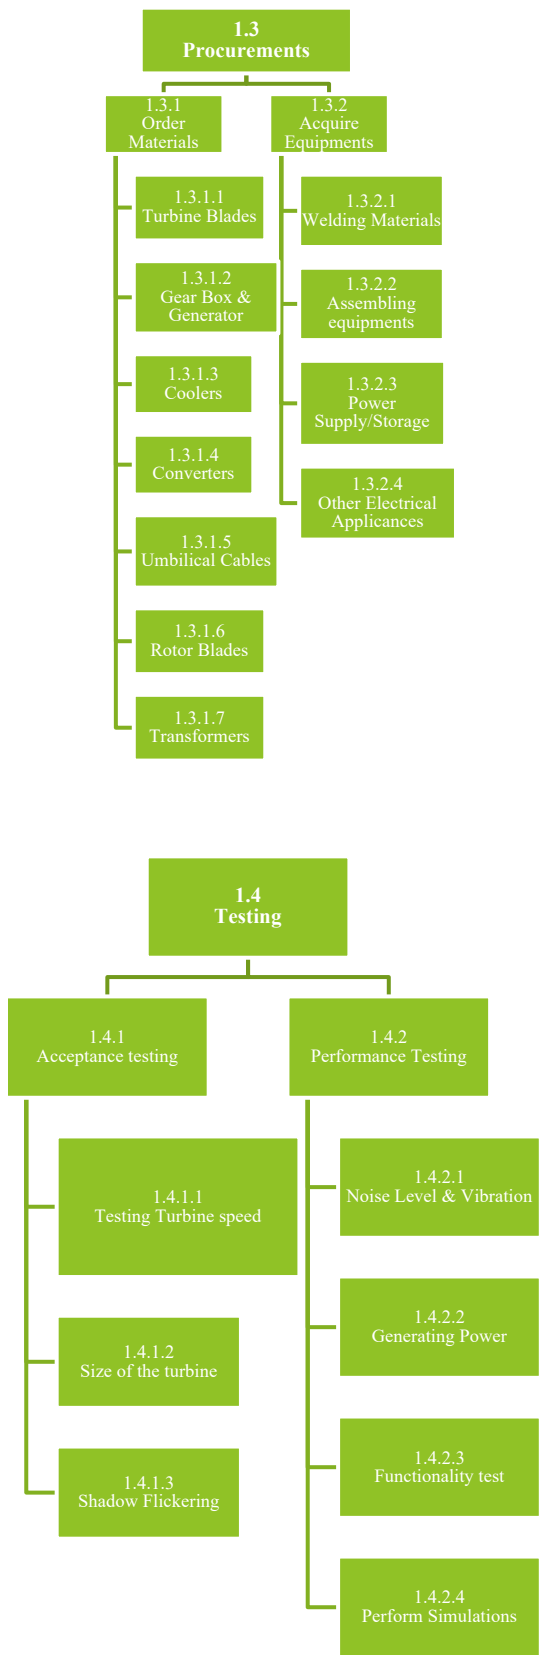 1.3
Procurements
1.3.1
Order
Materials
1.3.1.1
Turbine Blades
1.3.1.2
Gear Box &
Generator
1.3.1.3
Coolers
1.3.1.4
Converters
1.3.1.5
Umbilical Cables
1.3.1.6
Rotor Blades
1.3.1.7
Transformers
1.3.2
Acquire
Equipments
1.3.2.1
Welding Materials
1.3.2.2
Assembling
equipments
1.3.2.3
Power
Supply/Storage
1.3.2.4
Other Electrical
Applicances
1.4
Testing
1.4.1
Acceptance testing
1.4.1.1
Testing Turbine speed
1.4.1.2
Size of the turbine
1.4.1.3
Shadow Flickering
1.4.2
Performance Testing
1.4.2.1
Noise Level & Vibration
1.4.2.2
Generating Power
1.4.2.3
Functionality test
1.4.2.4
Perform Simulations